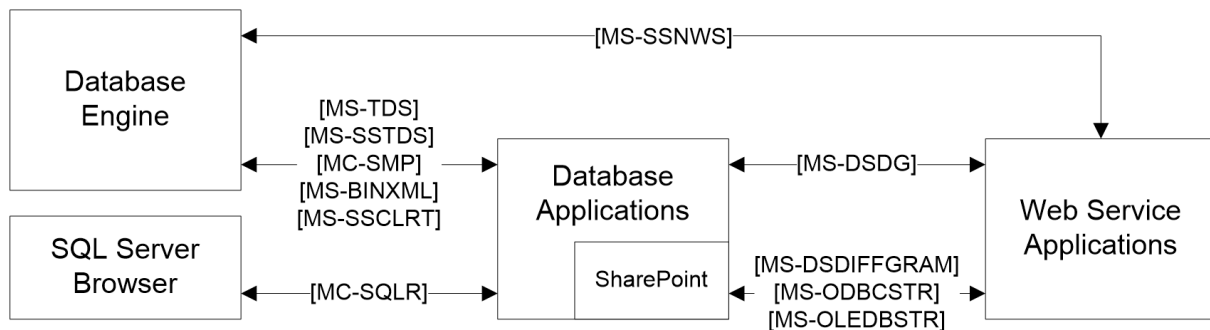 Database
Engine
[MS-SSNWS]
[MS-TDS]
[MS-SSTDS]
[MC-SMP]
[MS-BINXML]
[MS-SSCLRT]
Database
Applications
SharePoint
[MS-DSDG]
Web Service
Applications
SQL Server
Browser
[MC-SQLR]
[MS-DSDIFFGRAM]
[MS-ODBCSTR]
[MS-OLEDBSTR]